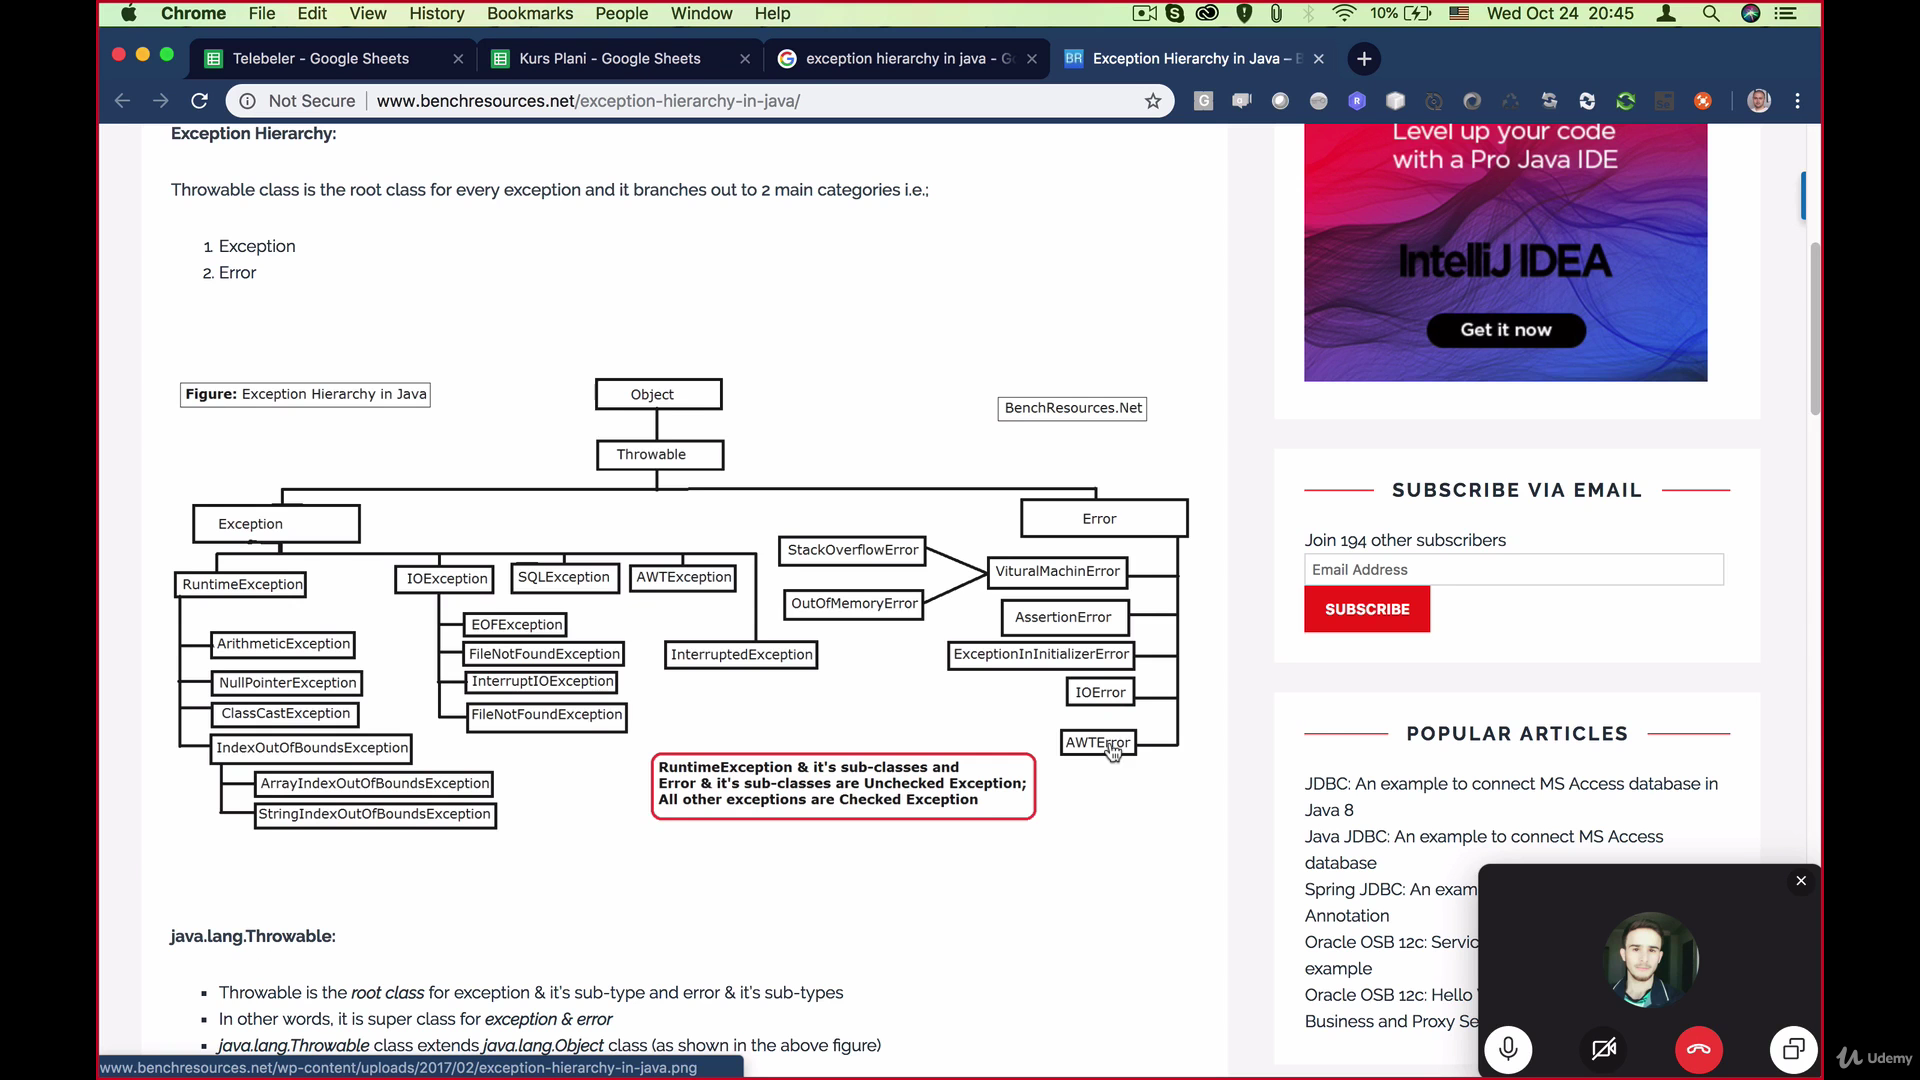 Chrome File Edit View History Bookmarks People Window Help 10% Wed Oct 24 20:45
Telebeler - Google Sheets
Kurs Plani - Google Sheets
exception hierarchy in java - G
Exception Hierarchy in Java – B
Not Secure www.benchresources.net/exception-hierarchy-in-java/
Exception Hierarchy:
Throwable class is the root class for every exception and it branches out to 2 main categories i.e.;
1. Exception
2. Error
Figure: Exception Hierarchy in Java
Object
BenchResources.Net
Throwable
Exception
Error
RuntimeException
IOException
SQLException
AWTException
StackOverflowError
VituralMachinError
OutOfMemoryError
AssertionError
EOFException
ArithmeticException
FileNotFoundException
InterruptedException
ExceptionInInitializerError
NullPointerException
InterruptIOException
IOError
ClassCastException
FileNotFoundException
IndexOutOfBoundsException
AWTError
ArrayIndexOutOfBoundsException
StringIndexOutOfBoundsException
RuntimeException & it's sub-classes and
Error & it's sub-classes are Unchecked Exception;
All other exceptions are Checked Exception
java.lang.Throwable:
▪ Throwable is the root class for exception & it's sub-type and error & it's sub-types
▪ In other words, it is super class for exception & error
▪ java.lang.Throwable class extends java.lang.Object class (as shown in the above figure)
www.benchresources.net/wp-content/uploads/2017/02/exception-hierarchy-in-java.png
Level up your code
with a Pro Java IDE
IntelliJ IDEA
Get it now
SUBSCRIBE VIA EMAIL
Join 194 other subscribers
Email Address
SUBSCRIBE
POPULAR ARTICLES
JDBC: An example to connect MS Access database in
Java 8
Java JDBC: An example to connect MS Access
database
Spring JDBC: An exam
Annotation
Oracle OSB 12c: Servic
example
Oracle OSB 12c: Hello
Business and Proxy Se
Udemy